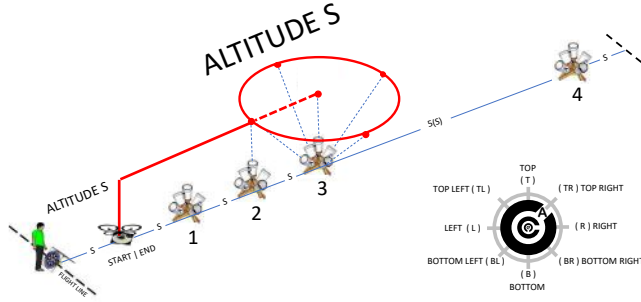 ALTITUDE S
ALTITUDE S
S
S
S
S
S(S)
S
1
2
3
4
START | END
FLIGHT LINE
TOP
( T )
TOP LEFT ( TL )
( TR ) TOP RIGHT
A
LEFT ( L )
( R ) RIGHT
BOTTOM LEFT ( BL )
( BR ) BOTTOM RIGHT
( B )
BOTTOM